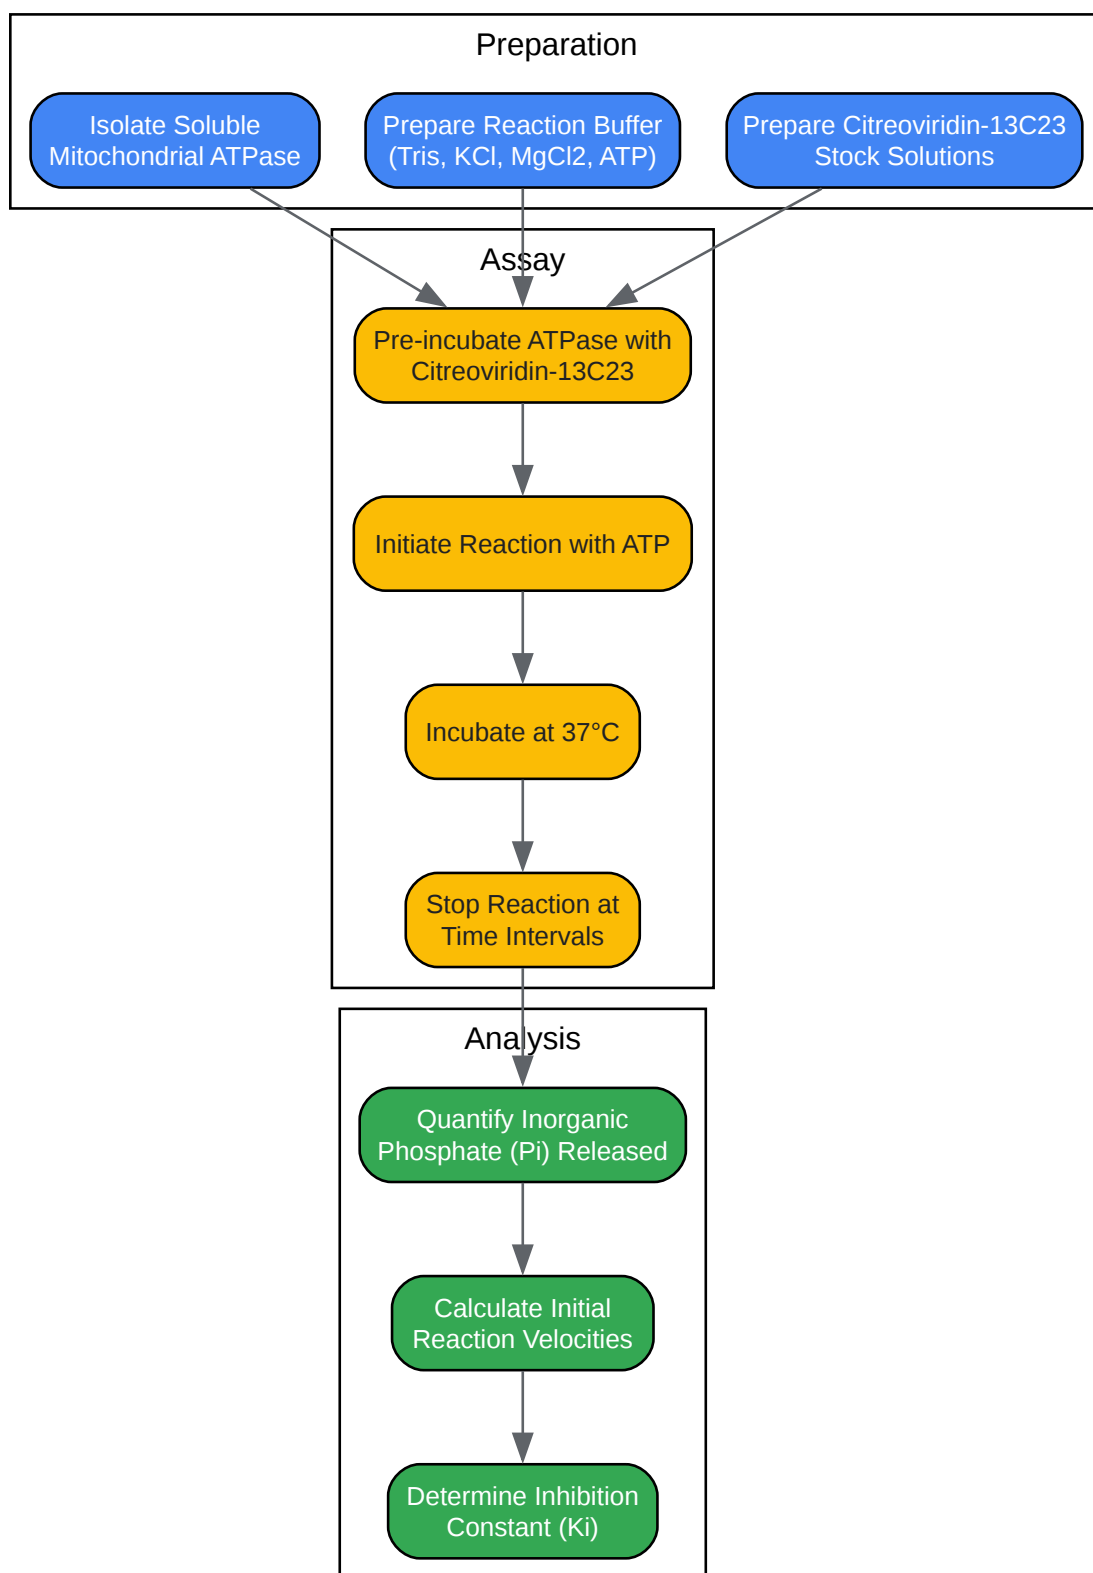 Preparation
Isolate Soluble
Mitochondrial ATPase
Prepare Reaction Buffer
(Tris, KCl, MgCl2, ATP)
Prepare Citreoviridin-13C23
Stock Solutions
Assay
Pre-incubate ATPase with
Citreoviridin-13C23
Initiate Reaction with ATP
Incubate at 37°C
Stop Reaction at
Time Intervals
Analysis
Quantify Inorganic
Phosphate (Pi) Released
Calculate Initial
Reaction Velocities
Determine Inhibition
Constant (Ki)